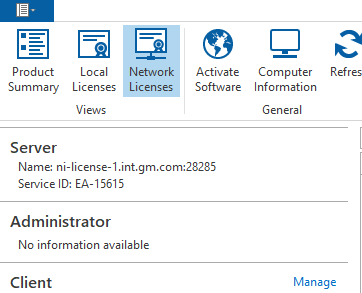 Product Summary
Local Licenses
Network Licenses
Activate Software
Computer Information
Refres
Views
General
Server
Name: ni-license-1.int.gm.com:28285
Service ID: EA-15615
Administrator
No information available
Client
Manage